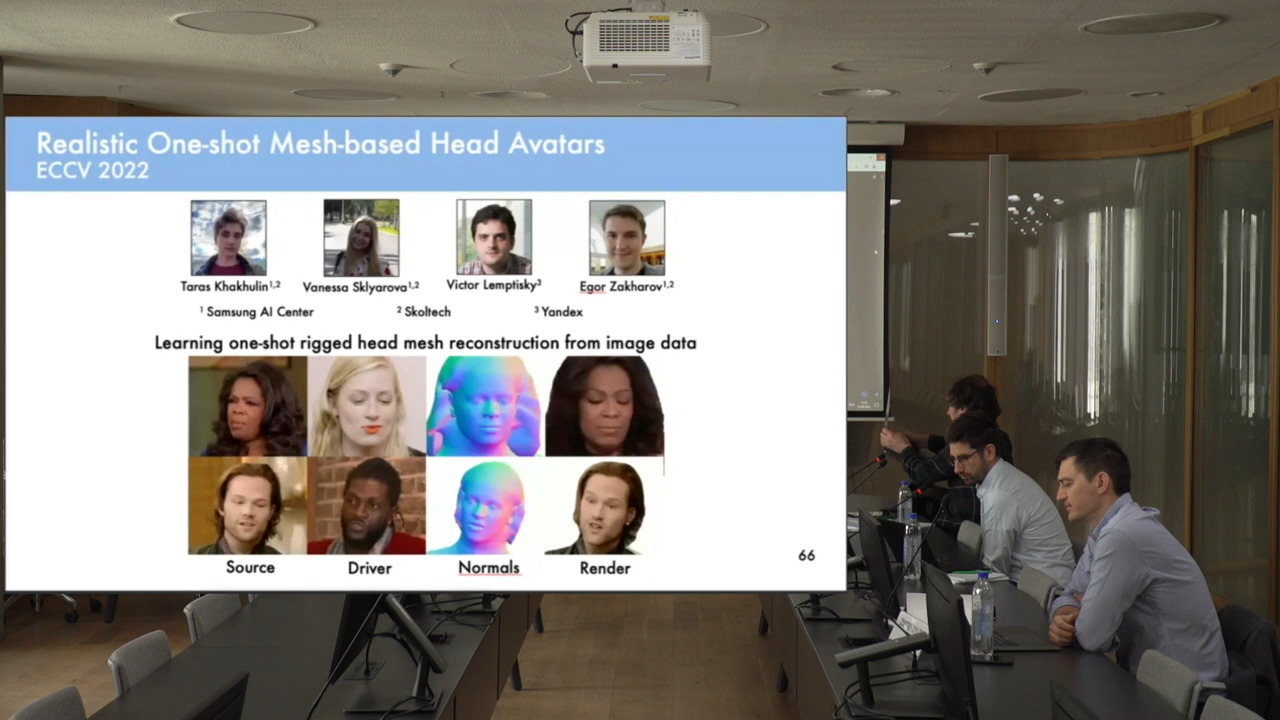 Realistic One-shot Mesh-based Head Avatars
ECCV 2022
Taras Khakhulin¹,² Vanessa Sklyarova¹,² Victor Lemptisky³ Egor Zakharov¹,²
¹ Samsung AI Center ² Skoltech ³ Yandex
Learning one-shot rigged head mesh reconstruction from image data
Source Driver Normals Render
66